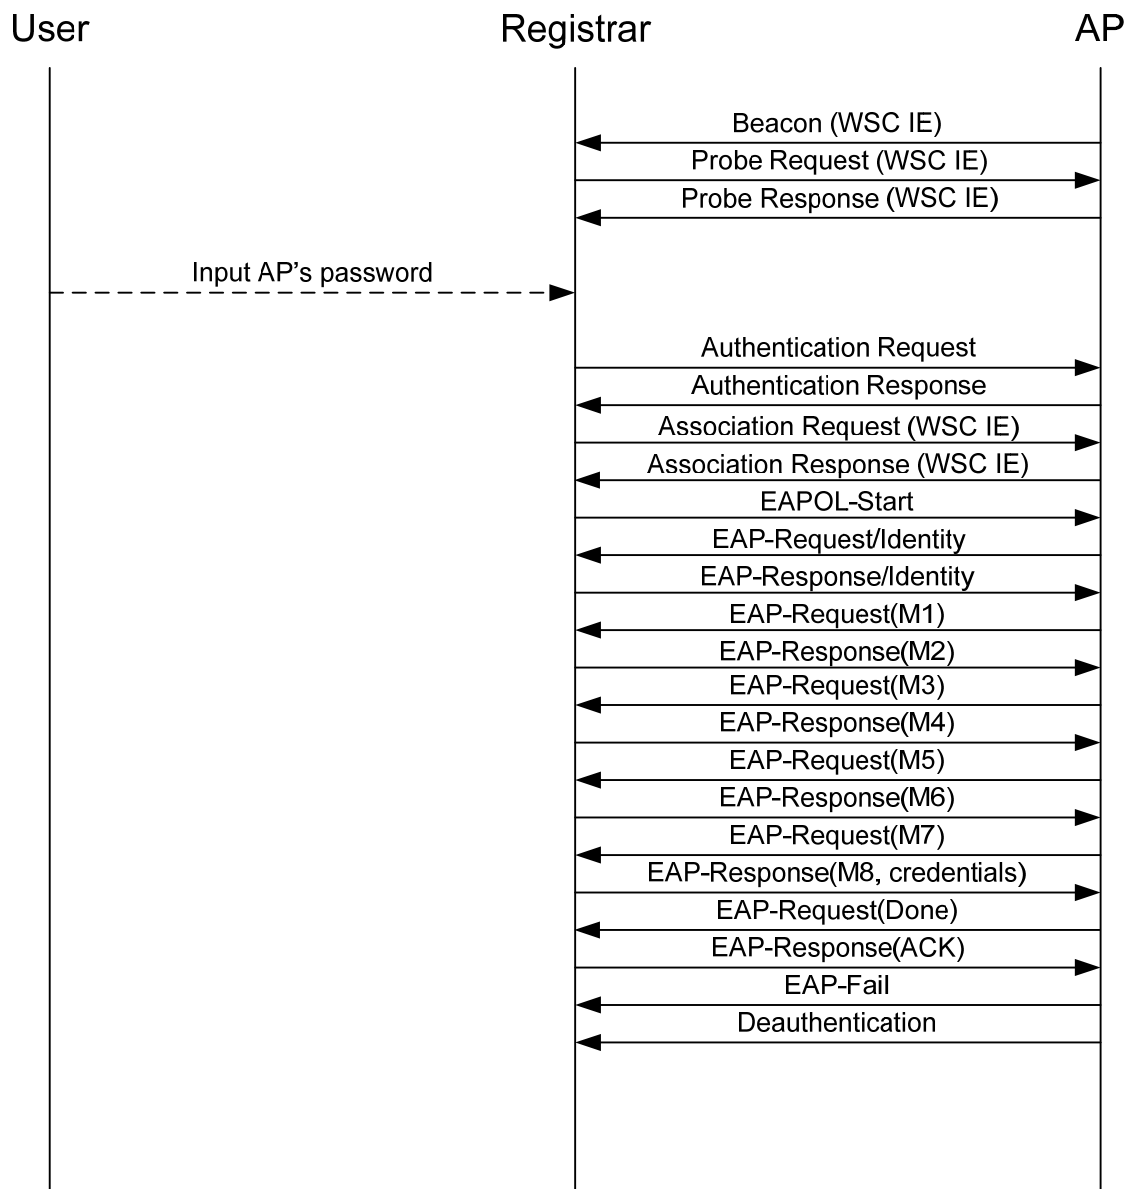 User
Registrar
AP
Beacon (WSC IE)
Probe Request (WSC IE)
Probe Response (WSC IE)
Input AP's password
Authentication Request
Authentication Response
Association Request (WSC IE)
Association Response (WSC IE)
EAPOL-Start
EAP-Request/Identity
EAP-Response/Identity
EAP-Request(M1)
EAP-Response(M2)
EAP-Request(M3)
EAP-Response(M4)
EAP-Request(M5)
EAP-Response(M6)
EAP-Request(M7)
EAP-Response(M8, credentials)
EAP-Request(Done)
EAP-Response(ACK)
EAP-Fail
Deauthentication